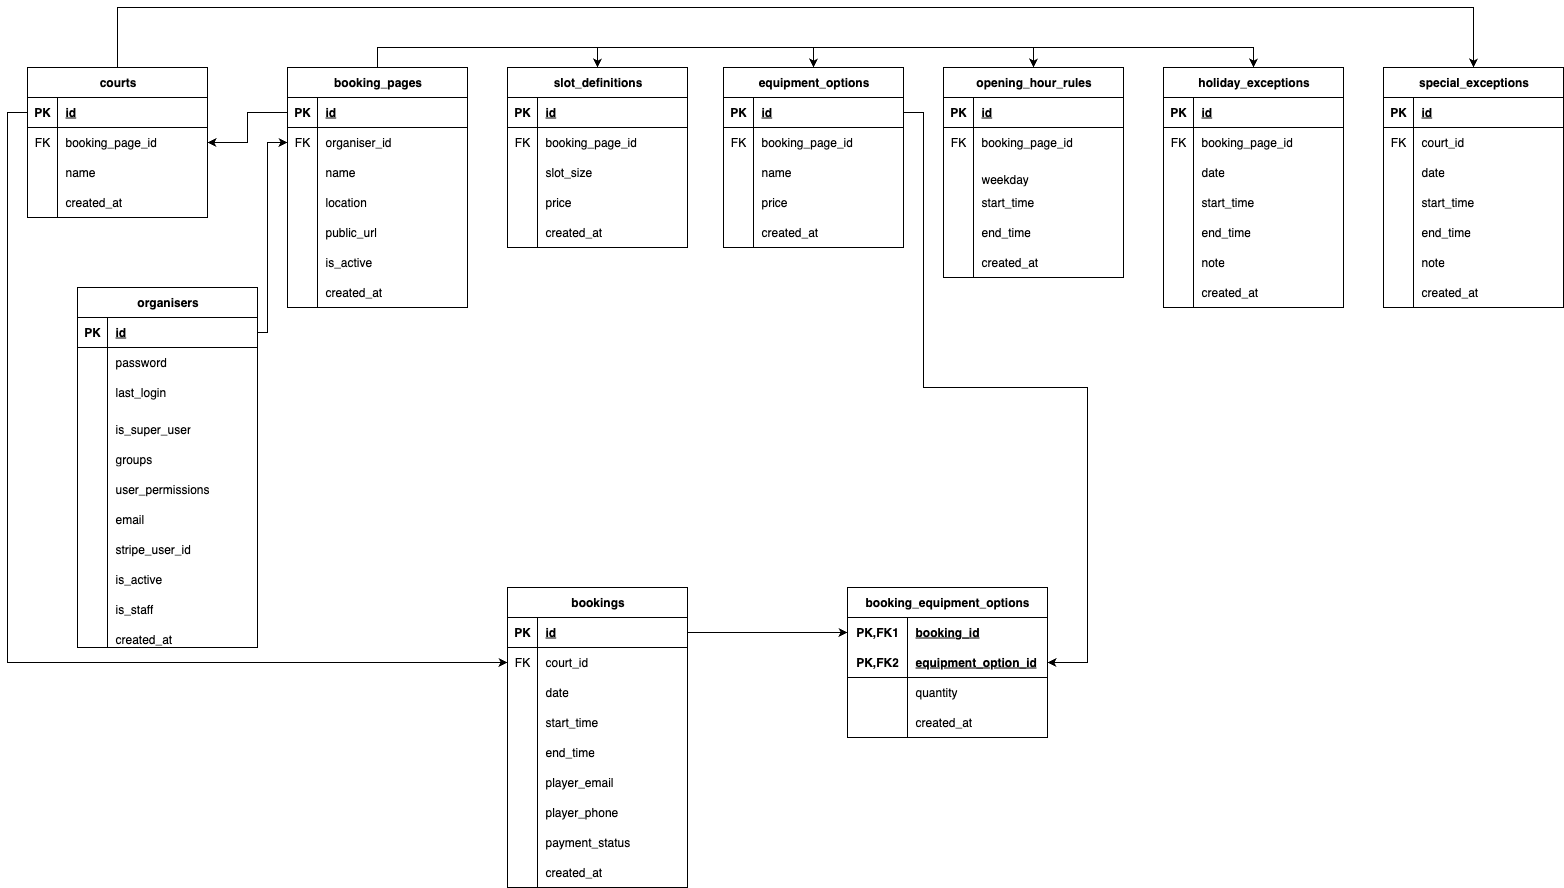 courts
PK id
FK booking_page_id
name
created_at
booking_pages
PK id
FK organiser_id
name
location
public_url
is_active
created_at
slot_definitions
PK id
FK booking_page_id
slot_size
price
created_at
equipment_options
PK id
FK booking_page_id
name
price
created_at
opening_hour_rules
PK id
FK booking_page_id
weekday
start_time
end_time
created_at
holiday_exceptions
PK id
FK booking_page_id
date
start_time
end_time
note
created_at
special_exceptions
PK id
FK court_id
date
start_time
end_time
note
created_at
organisers
PK id
password
last_login
is_super_user
groups
user_permissions
email
stripe_user_id
is_active
is_staff
created_at
bookings
PK id
FK court_id
date
start_time
end_time
player_email
player_phone
payment_status
created_at
booking_equipment_options
PK,FK1 booking_id
PK,FK2 equipment_option_id
quantity
created_at